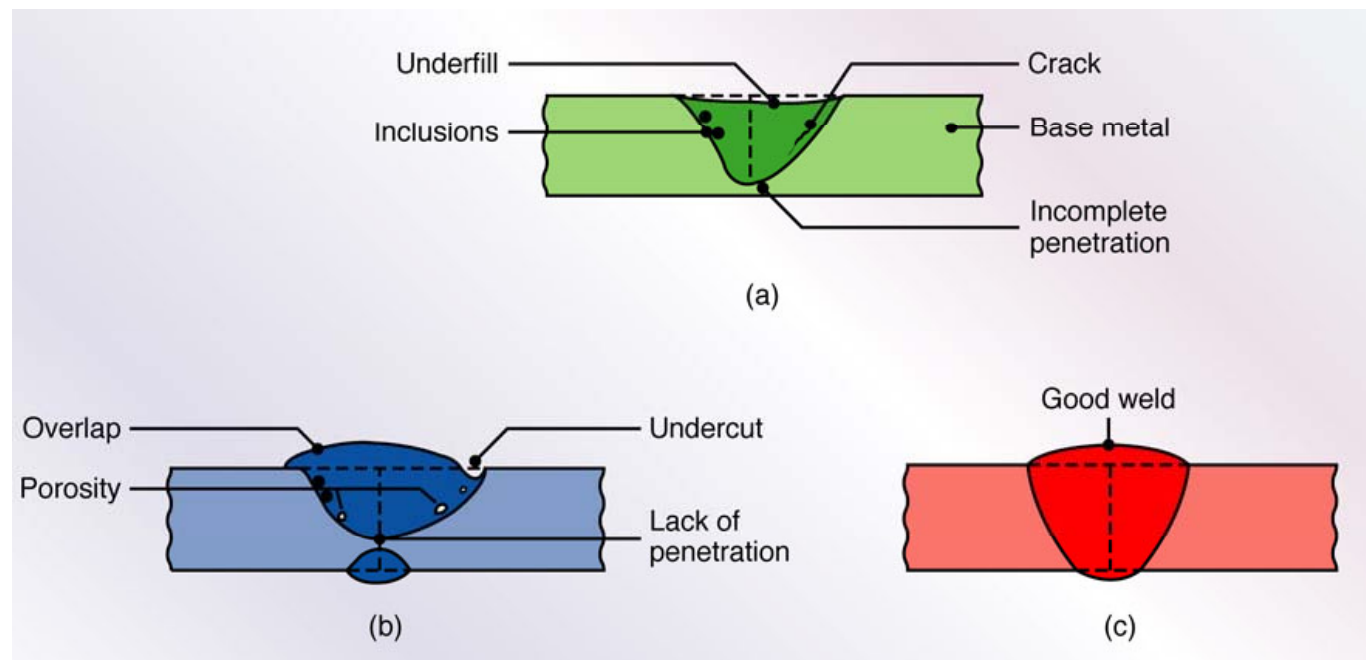 Underfill
Crack
Inclusions
Base metal
Incomplete
penetration
(a)
Overlap
Undercut
Porosity
Lack of
penetration
(b)
Good weld
(c)